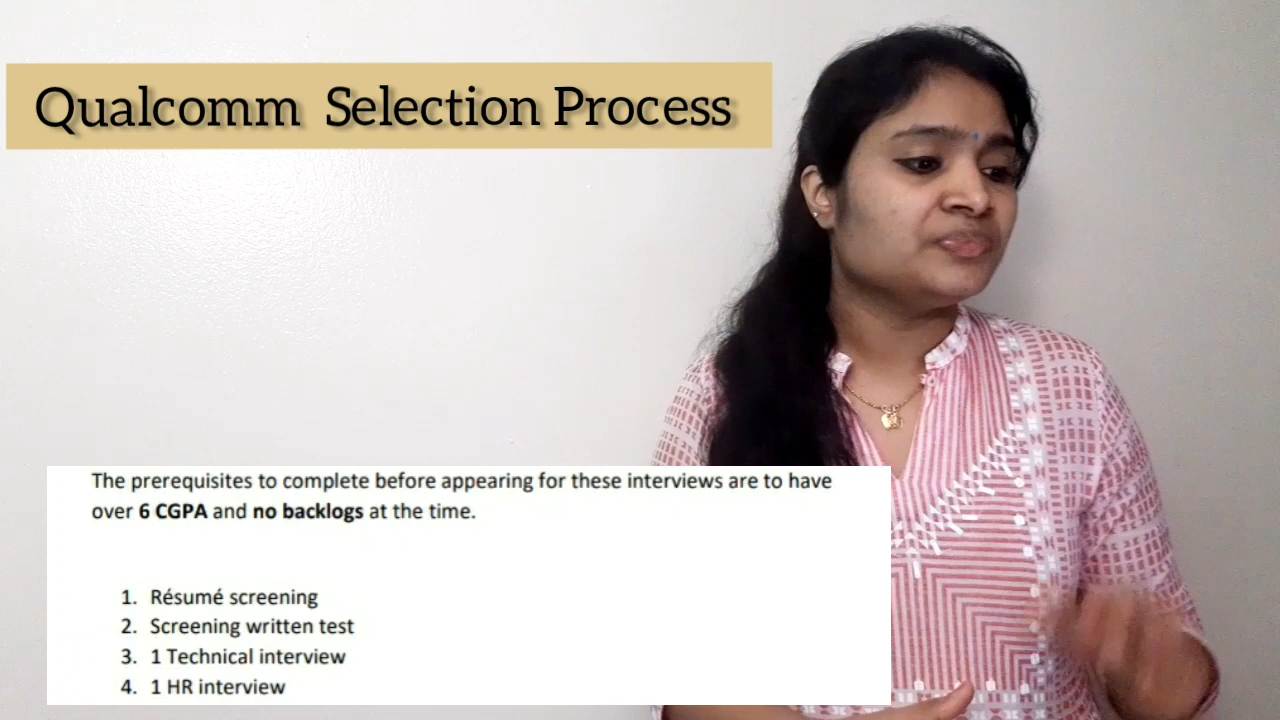 Qualcomm Selection Process
The prerequisites to complete before appearing for these interviews are to have
over 6 CGPA and no backlogs at the time.
1. Résumé screening
2. Screening written test
3. 1 Technical interview
4. 1 HR interview